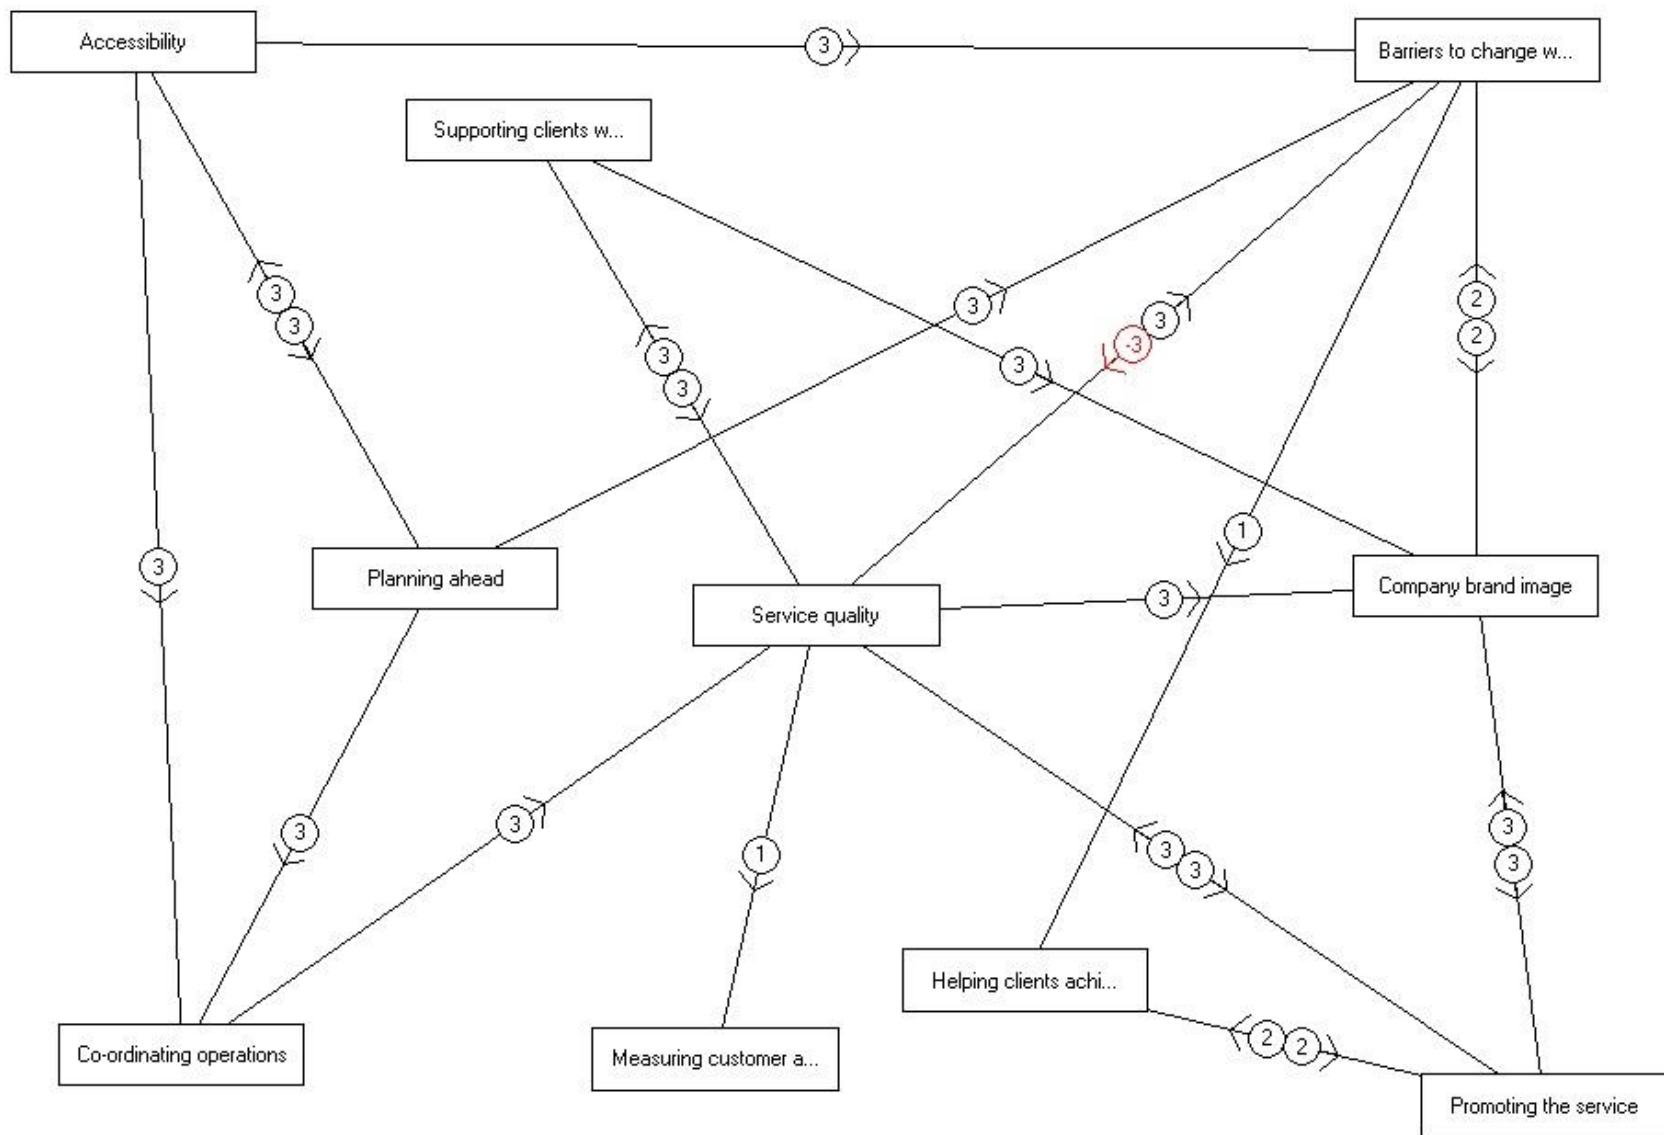 Accessibility
3
Barriers to change w...
Supporting clients w...
3
3
3
3
3
3
-3
3
3
2
2
1
3
Planning ahead
Service quality
3
Company brand image
3
3
1
3
3
3
3
Helping clients achi...
2
2
Co-ordinating operations
Measuring customer a...
Promoting the service